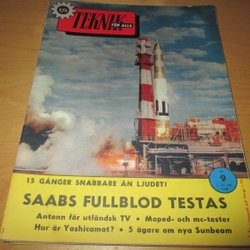 TEKNIK
FÖR ALLA
15 GÅNGER SNABBARE ÄN LJUDET!
9
SAABS FULLBLOD TESTAS
Antenn för utländsk TV • Moped- och mc-tester
Hur är Yashicamat? • 5 ägare om nya Sunbeam